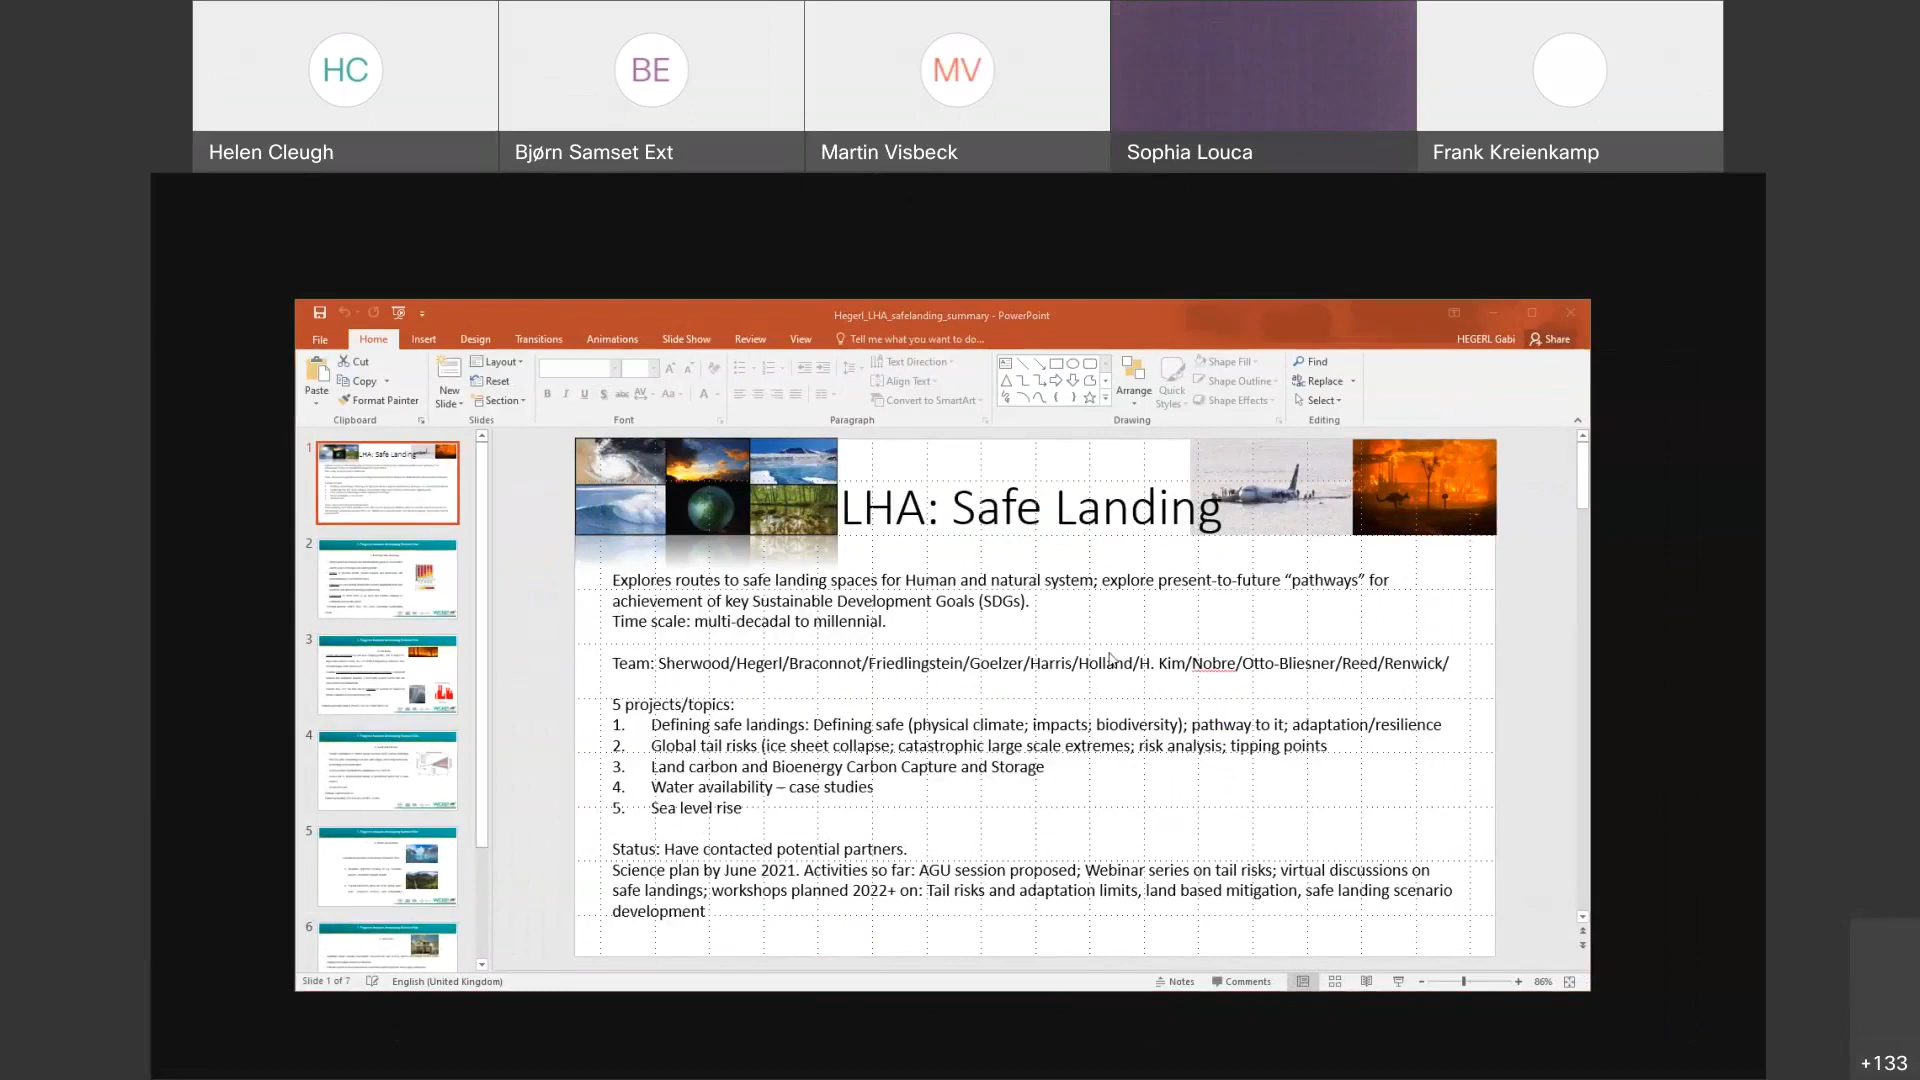 HC
BE
MV
Helen Cleugh
Bjørn Samset Ext
Martin Visbeck
Sophia Louca
Frank Kreienkamp
Hegerl_LHA_safelanding_summary - PowerPoint
File
Home
Insert
Design
Transitions
Animations
Slide Show
Review
View
Tell me what you want to do...
HEGERL Gabi
Share
Paste
Cut
Copy
Format Painter
Clipboard
New Slide
Layout
Reset
Section
Slides
Font
Text Direction
Align Text
Convert to SmartArt
Paragraph
Arrange
Quick Styles
Shape Fill
Shape Outline
Shape Effects
Drawing
Find
Replace
Select
Editing
1
LHA: Safe Landing
2
3
4
5
6
LHA: Safe Landing
Explores routes to safe landing spaces for Human and natural system; explore present-to-future “pathways” for
achievement of key Sustainable Development Goals (SDGs).
Time scale: multi-decadal to millennial.
Team: Sherwood/Hegerl/Braconnot/Friedlingstein/Goelzer/Harris/Holland/H. Kim/Nobre/Otto-Bliesner/Reed/Renwick/
5 projects/topics:
1. Defining safe landings: Defining safe (physical climate; impacts; biodiversity); pathway to it; adaptation/resilience
2. Global tail risks (ice sheet collapse; catastrophic large scale extremes; risk analysis; tipping points
3. Land carbon and Bioenergy Carbon Capture and Storage
4. Water availability – case studies
5. Sea level rise
Status: Have contacted potential partners.
Science plan by June 2021. Activities so far: AGU session proposed; Webinar series on tail risks; virtual discussions on
safe landings; workshops planned 2022+ on: Tail risks and adaptation limits, land based mitigation, safe landing scenario
development
Slide 1 of 7
English (United Kingdom)
Notes
Comments
86%
+133